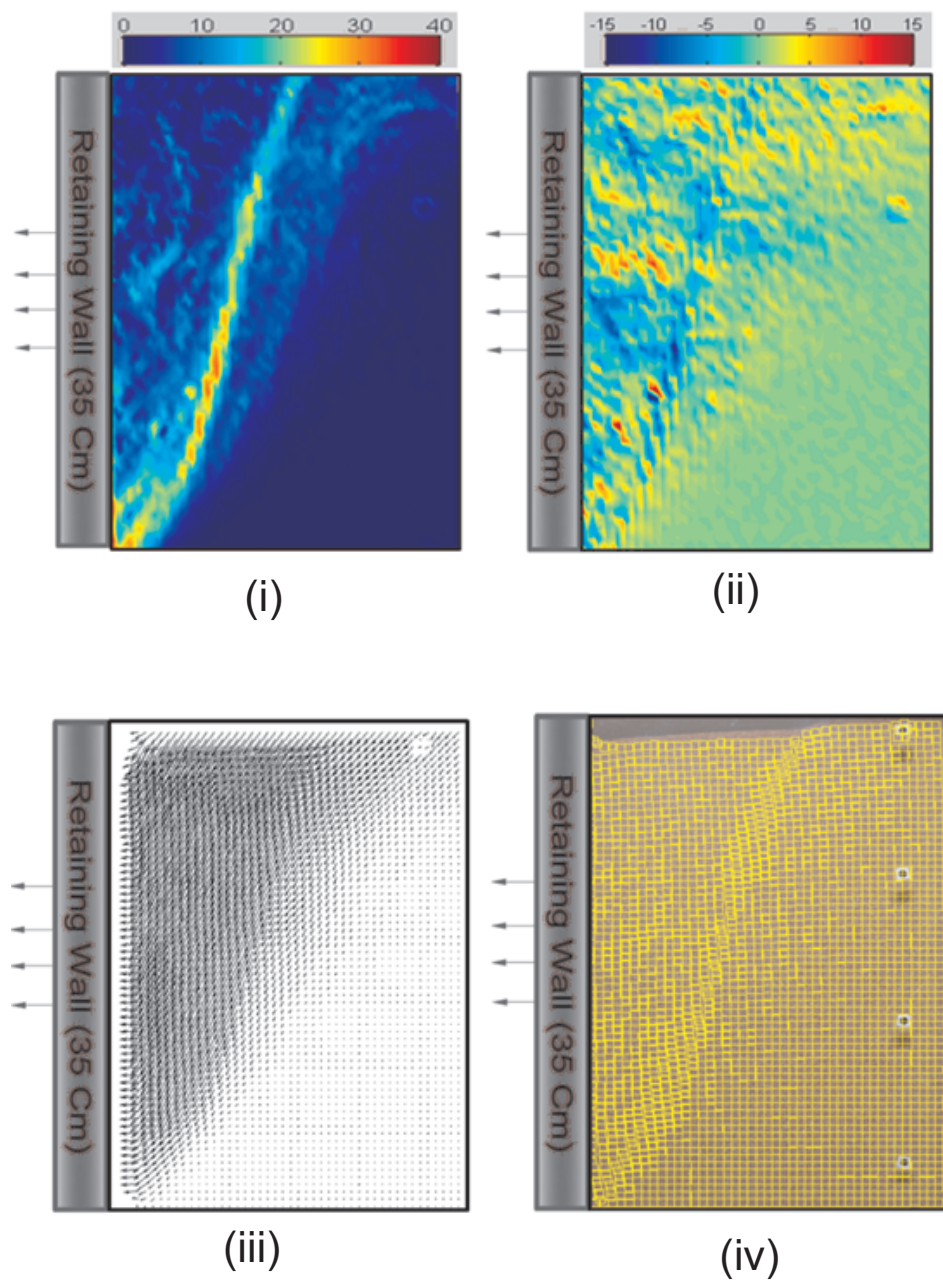 0 10 20 30 40
-15 -10 -5 0 5 10 15
Retaining Wall (35 Cm)
Retaining Wall (35 Cm)
(i)
(ii)
Retaining Wall (35 Cm)
Retaining Wall (35 Cm)
(iii)
(iv)